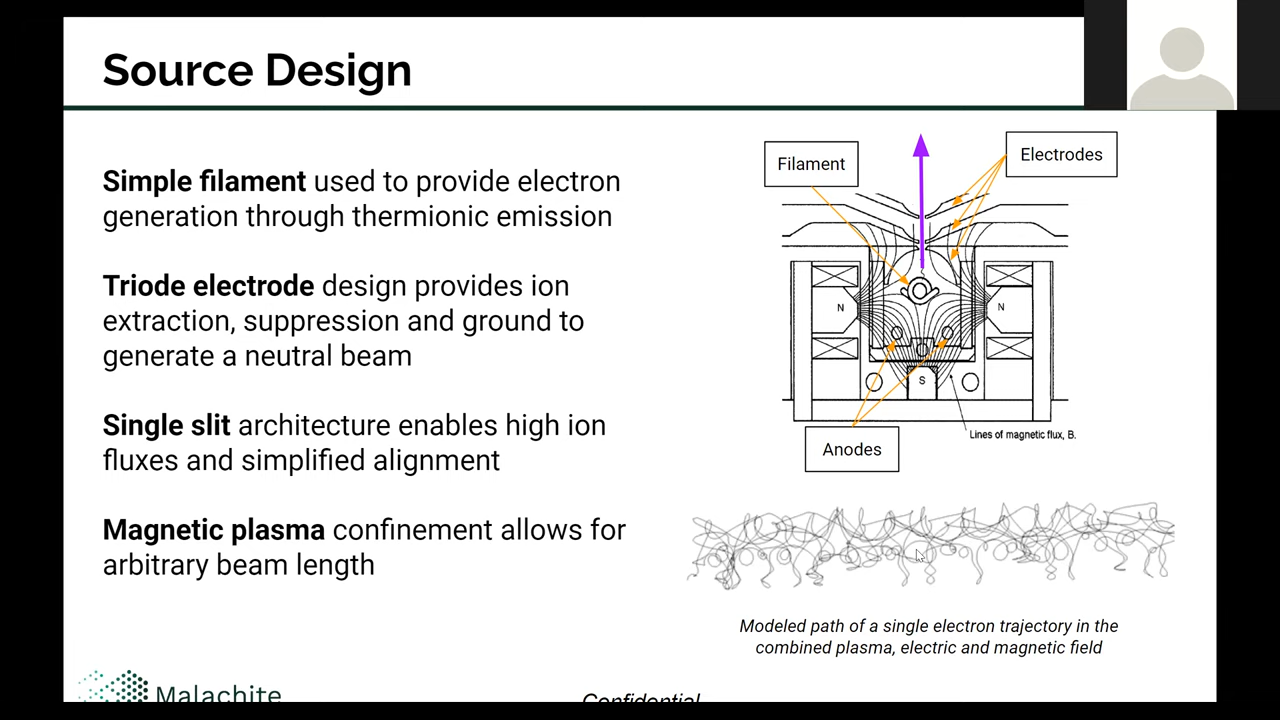 Source Design
Simple filament used to provide electron
generation through thermionic emission
Triode electrode design provides ion
extraction, suppression and ground to
generate a neutral beam
Single slit architecture enables high ion
fluxes and simplified alignment
Magnetic plasma confinement allows for
arbitrary beam length
Filament
Electrodes
N
N
S
Anodes
Lines of magnetic flux, B.
Modeled path of a single electron trajectory in the
combined plasma, electric and magnetic field
Malachite
Confidential